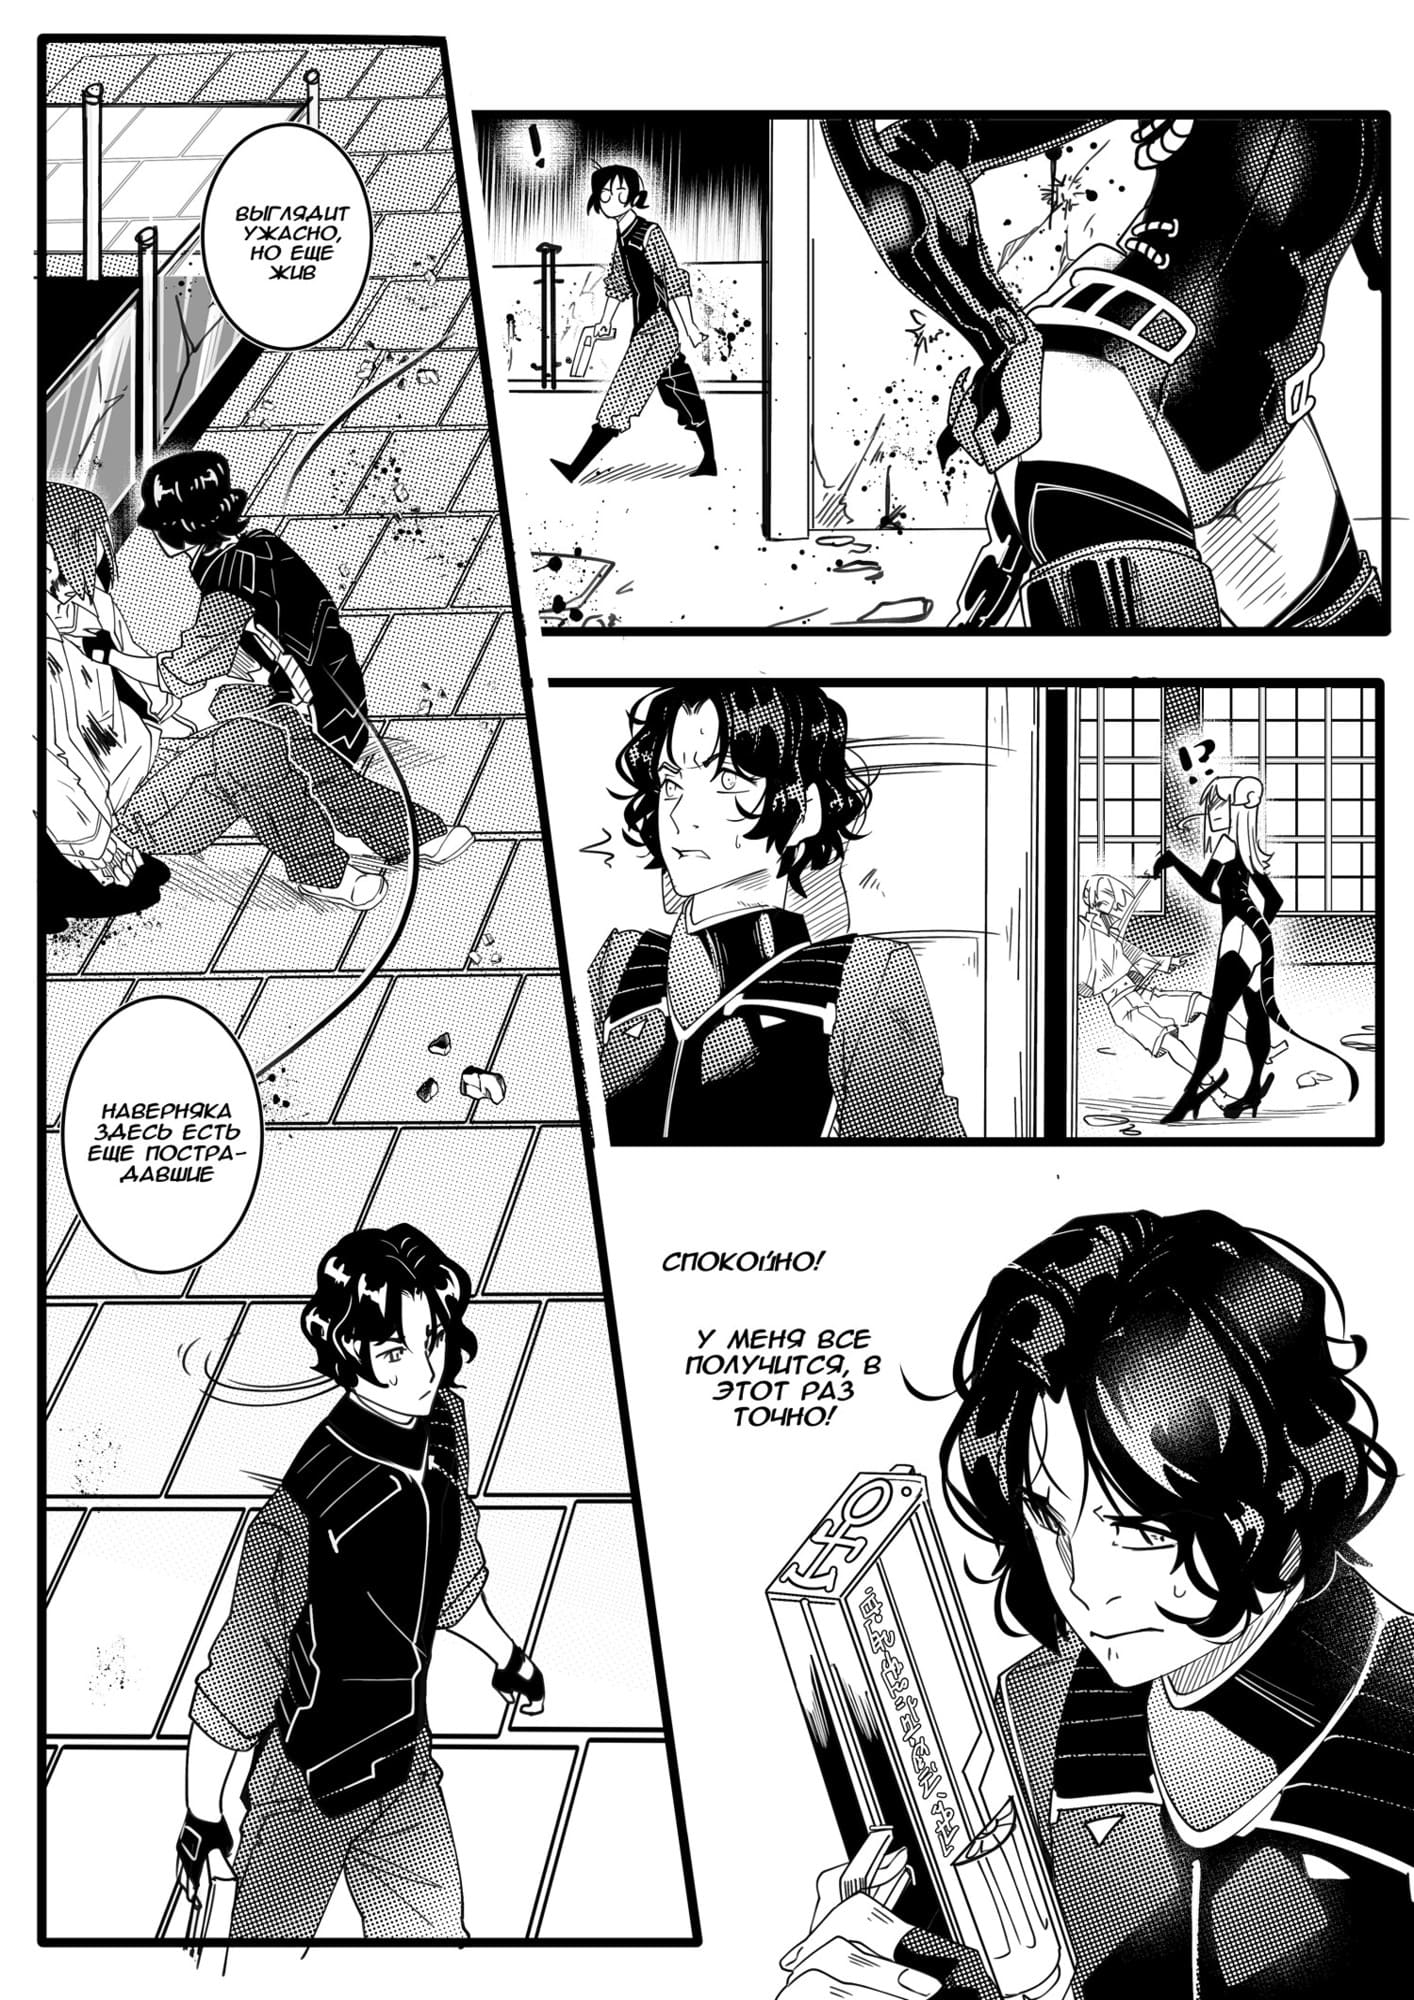 ВЫГЛЯДИТ
УЖАСНО,
НО ЕЩЕ
ЖИВ
НАВЕРНЯКА
ЗДЕСЬ ЕСТЬ
ЕЩЕ ПОСТРА-
ДАВШИЕ
!
!?
СПОКОЙНО!
У МЕНЯ ВСЕ
ПОЛУЧИТСЯ, В
ЭТОТ РАЗ
ТОЧНО!